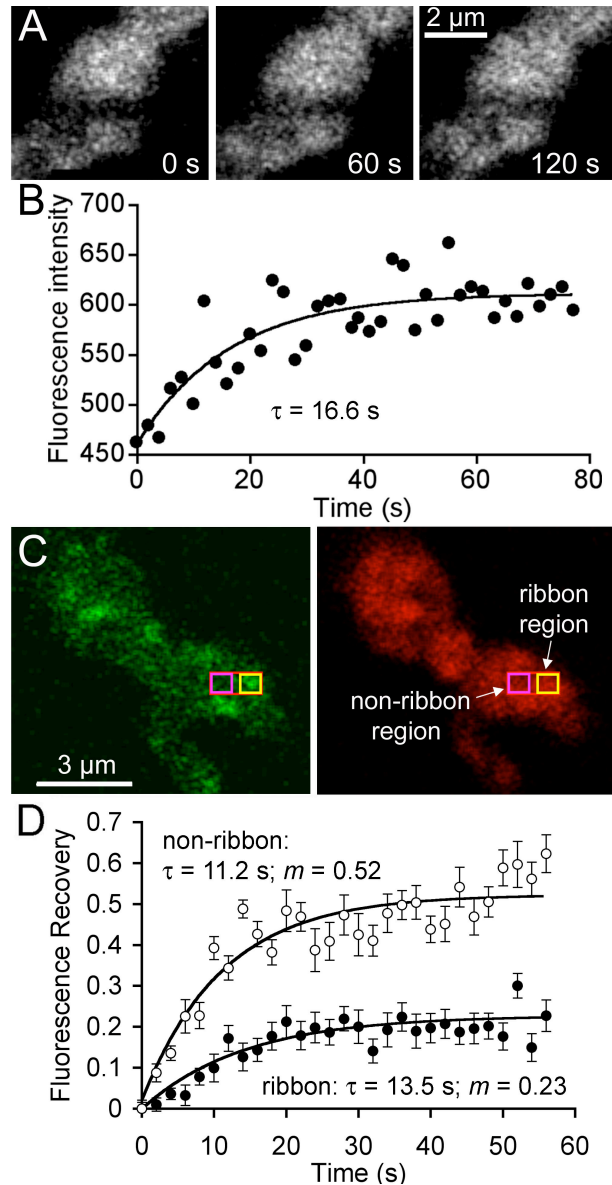 A
2 µm
0 s
60 s
120 s
B
700
650
600
550
500
450
Fluorescence intensity
τ = 16.6 s
0
20
40
60
80
Time (s)
C
3 µm
ribbon
region
non-ribbon
region
D
0.7
0.6
0.5
0.4
0.3
0.2
0.1
0
Fluorescence Recovery
non-ribbon:
τ = 11.2 s; m = 0.52
ribbon: τ = 13.5 s; m = 0.23
0
10
20
30
40
50
60
Time (s)